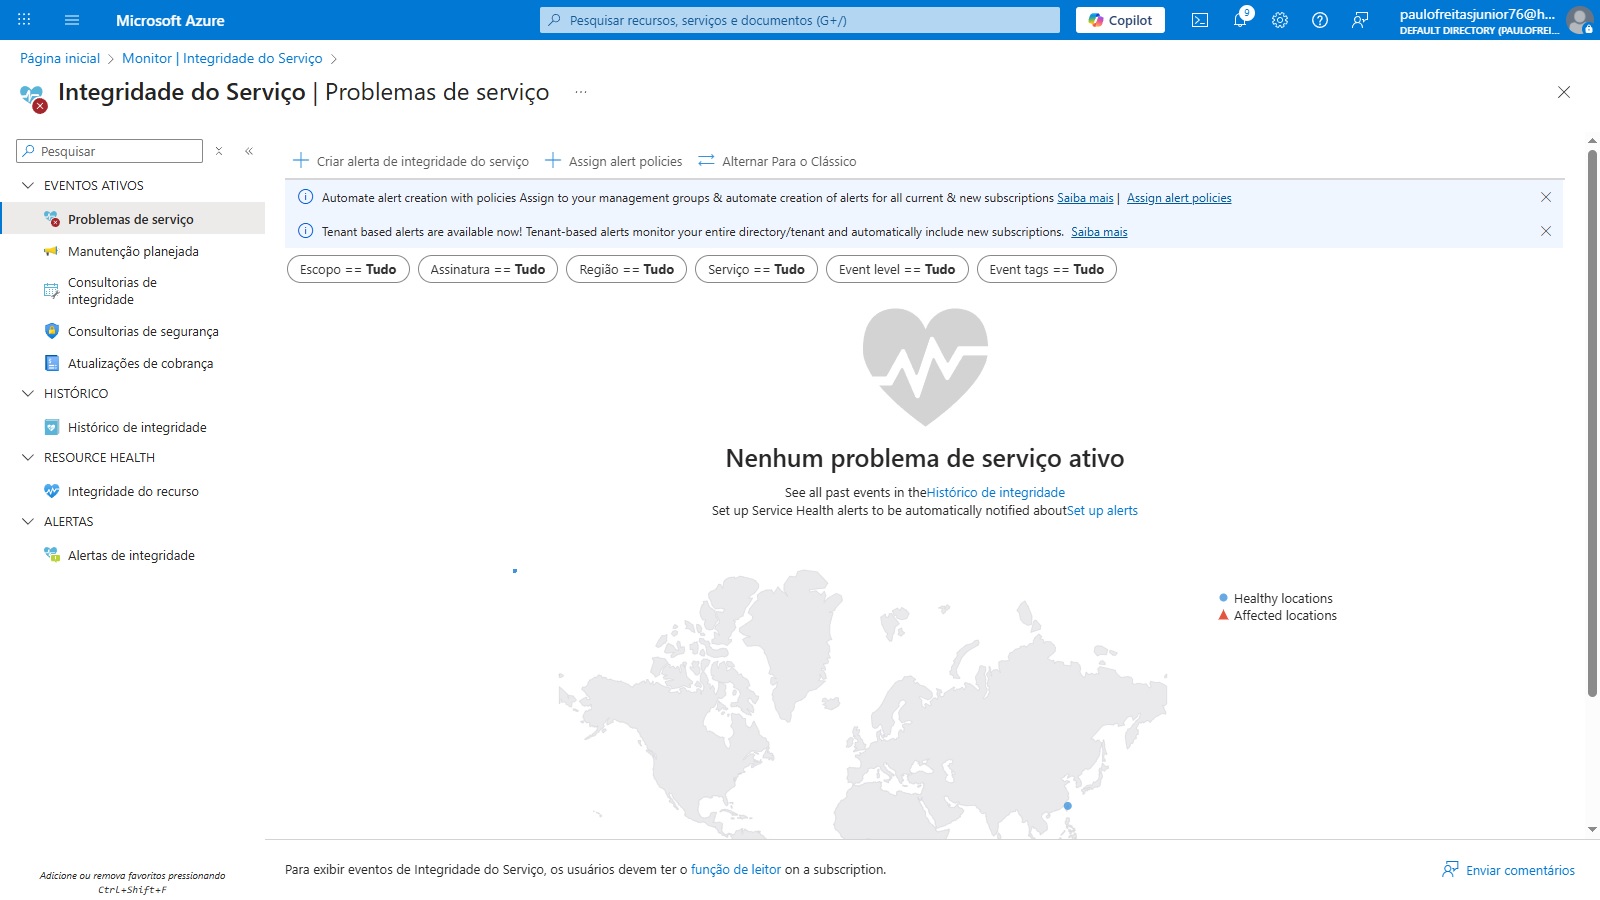 Microsoft Azure
Pesquisar recursos, serviços e documentos (G+/)
Copilot
9
paulofreitasjunior76@h...
DEFAULT DIRECTORY (PAULOFREI...
Página inicial > Monitor | Integridade do Serviço >
Integridade do Serviço | Problemas de serviço ...
Pesquisar
EVENTOS ATIVOS
Problemas de serviço
Manutenção planejada
Consultorias de
integridade
Consultorias de segurança
Atualizações de cobrança
HISTÓRICO
Histórico de integridade
RESOURCE HEALTH
Integridade do recurso
ALERTAS
Alertas de integridade
Adicione ou remova favoritos pressionando
Ctrl+Shift+F
Criar alerta de integridade do serviço
Assign alert policies
Alternar Para o Clássico
Automate alert creation with policies Assign to your management groups & automate creation of alerts for all current & new subscriptions Saiba mais | Assign alert policies
Tenant based alerts are available now! Tenant-based alerts monitor your entire directory/tenant and automatically include new subscriptions. Saiba mais
Escopo == Tudo
Assinatura == Tudo
Região == Tudo
Serviço == Tudo
Event level == Tudo
Event tags == Tudo
Nenhum problema de serviço ativo
See all past events in theHistórico de integridade
Set up Service Health alerts to be automatically notified aboutSet up alerts
Healthy locations
Affected locations
Para exibir eventos de Integridade do Serviço, os usuários devem ter o função de leitor on a subscription.
Enviar comentários